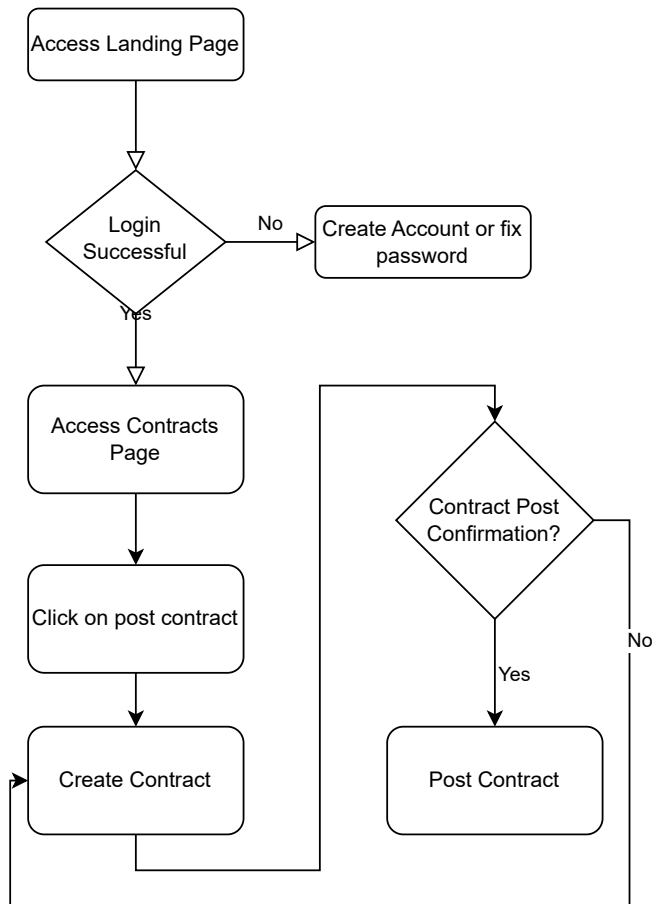 Access Landing Page
Login
Successful
No
Create Account or fix
password
Yes
Access Contracts
Page
Click on post contract
Create Contract
Contract Post
Confirmation?
No
Yes
Post Contract